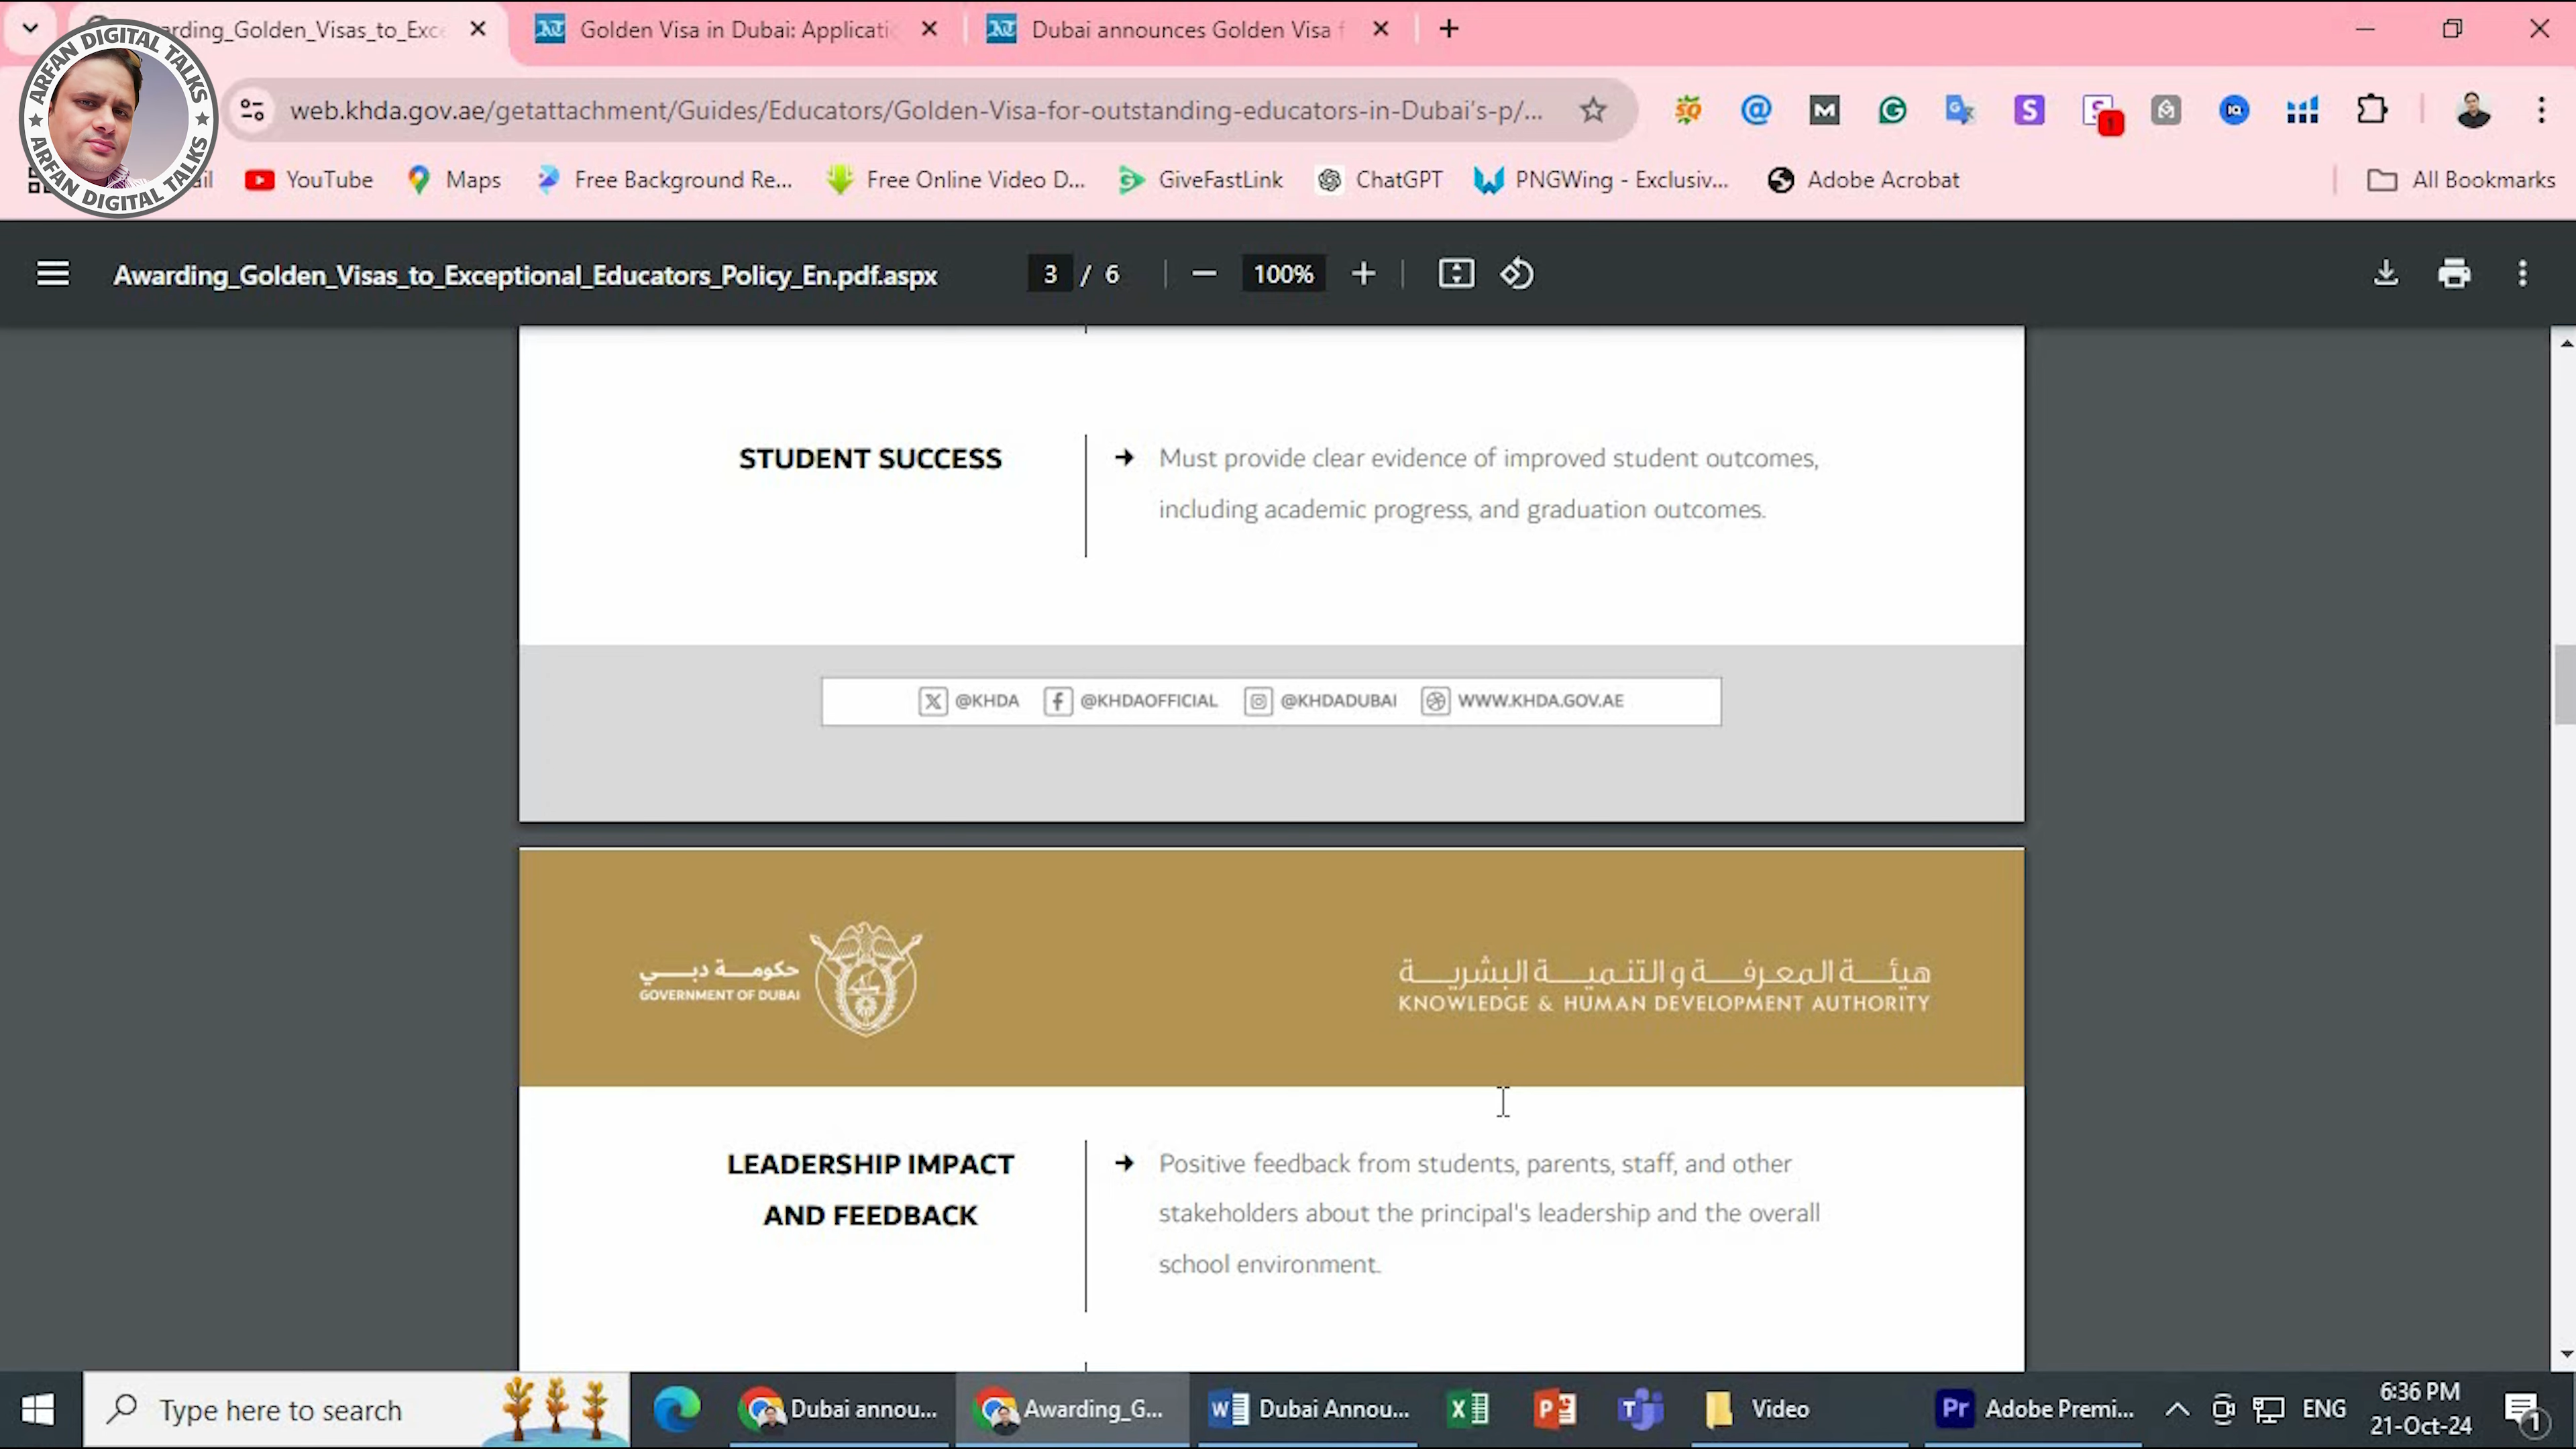 arding_Golden_Visas_to_Exce
Golden Visa in Dubai: Applicati
Dubai announces Golden Visa f
ARFAN DIGITAL TALKS
ARFAN DIGITAL TALKS
web.khda.gov.ae/getattachment/Guides/Educators/Golden-Visa-for-outstanding-educators-in-Dubai's-p/...
ail
YouTube
Maps
Free Background Re...
Free Online Video D...
GiveFastLink
ChatGPT
PNGWing - Exclusiv...
Adobe Acrobat
All Bookmarks
Awarding_Golden_Visas_to_Exceptional_Educators_Policy_En.pdf.aspx
3 / 6
100%
STUDENT SUCCESS
Must provide clear evidence of improved student outcomes,
including academic progress, and graduation outcomes.
@KHDA @KHDAOFFICIAL @KHDADUBAI WWW.KHDA.GOV.AE
حكومة دبي
GOVERNMENT OF DUBAI
هيئة المعرفة والتنمية البشرية
KNOWLEDGE & HUMAN DEVELOPMENT AUTHORITY
LEADERSHIP IMPACT
AND FEEDBACK
Positive feedback from students, parents, staff, and other
stakeholders about the principal's leadership and the overall
school environment.
Type here to search
Dubai annou...
Awarding_G...
Dubai Annou...
Video
Pr
Adobe Premi...
ENG
6:36 PM
21-Oct-24
1